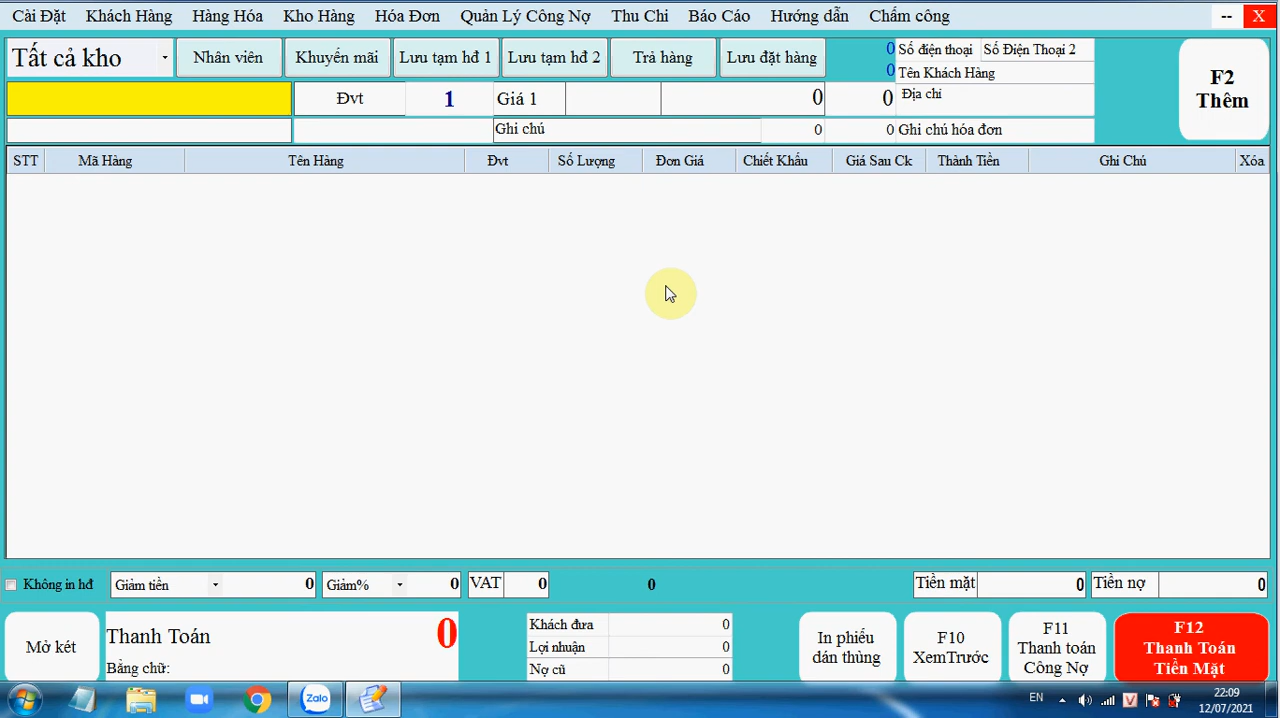 Cài Đặt Khách Hàng Hàng Hóa Kho Hàng Hóa Đơn Quản Lý Công Nợ Thu Chi Báo Cáo Hướng dẫn Chấm công -- X
Tất cả kho Nhân viên Khuyến mãi Lưu tạm hđ 1 Lưu tạm hđ 2 Trả hàng Lưu đặt hàng 0 Số điện thoại Số Điện Thoại 2
0 Tên Khách Hàng
F2
Thêm
Đvt 1 Giá 1 0 0 Địa chỉ
Ghi chú 0 0 Ghi chú hóa đơn
STT Mã Hàng Tên Hàng Đvt Số Lượng Đơn Giá Chiết Khấu Giá Sau Ck Thành Tiền Ghi Chú Xóa
Không in hđ Giảm tiền 0 Giảm% 0 VAT 0 0 Tiền mặt 0 Tiền nợ 0
Mở két
Thanh Toán 0
Bằng chữ:
Khách đưa 0
Lợi nhuận 0
Nợ cũ 0
In phiếu
dán thùng
F10
XemTrước
F11
Thanh toán
Công Nợ
F12
Thanh Toán
Tiền Mặt
Zalo
EN
V
22:09
12/07/2021